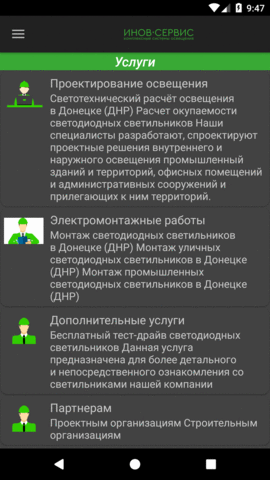 9:47
ИНОВ·СЕРВИС
Услуги
Проектирование освещения
Светотехнический расчёт освещения
в Донецке (ДНР) Расчет окупаемости
светодиодных светильников Наши
специалисты разработают, спроектируют
проектные решения внутреннего и
наружного освещения промышленный
зданий и территорий, офисных помещений
и административных сооружений и
прилегающих к ним территорий.
Электромонтажные работы
Монтаж светодиодных светильников
в Донецке (ДНР) Монтаж уличных
светодиодных светильников в Донецке
(ДНР) Монтаж промышленных
светодиодных светильников в Донецке
(ДНР)
Дополнительные услуги
Бесплатный тест-драйв светодиодных
светильников Данная услуга
предназначена для более детального
и непосредственного ознакомления со
светильниками нашей компании
Партнерам
Проектным организациям Строительным
организациям